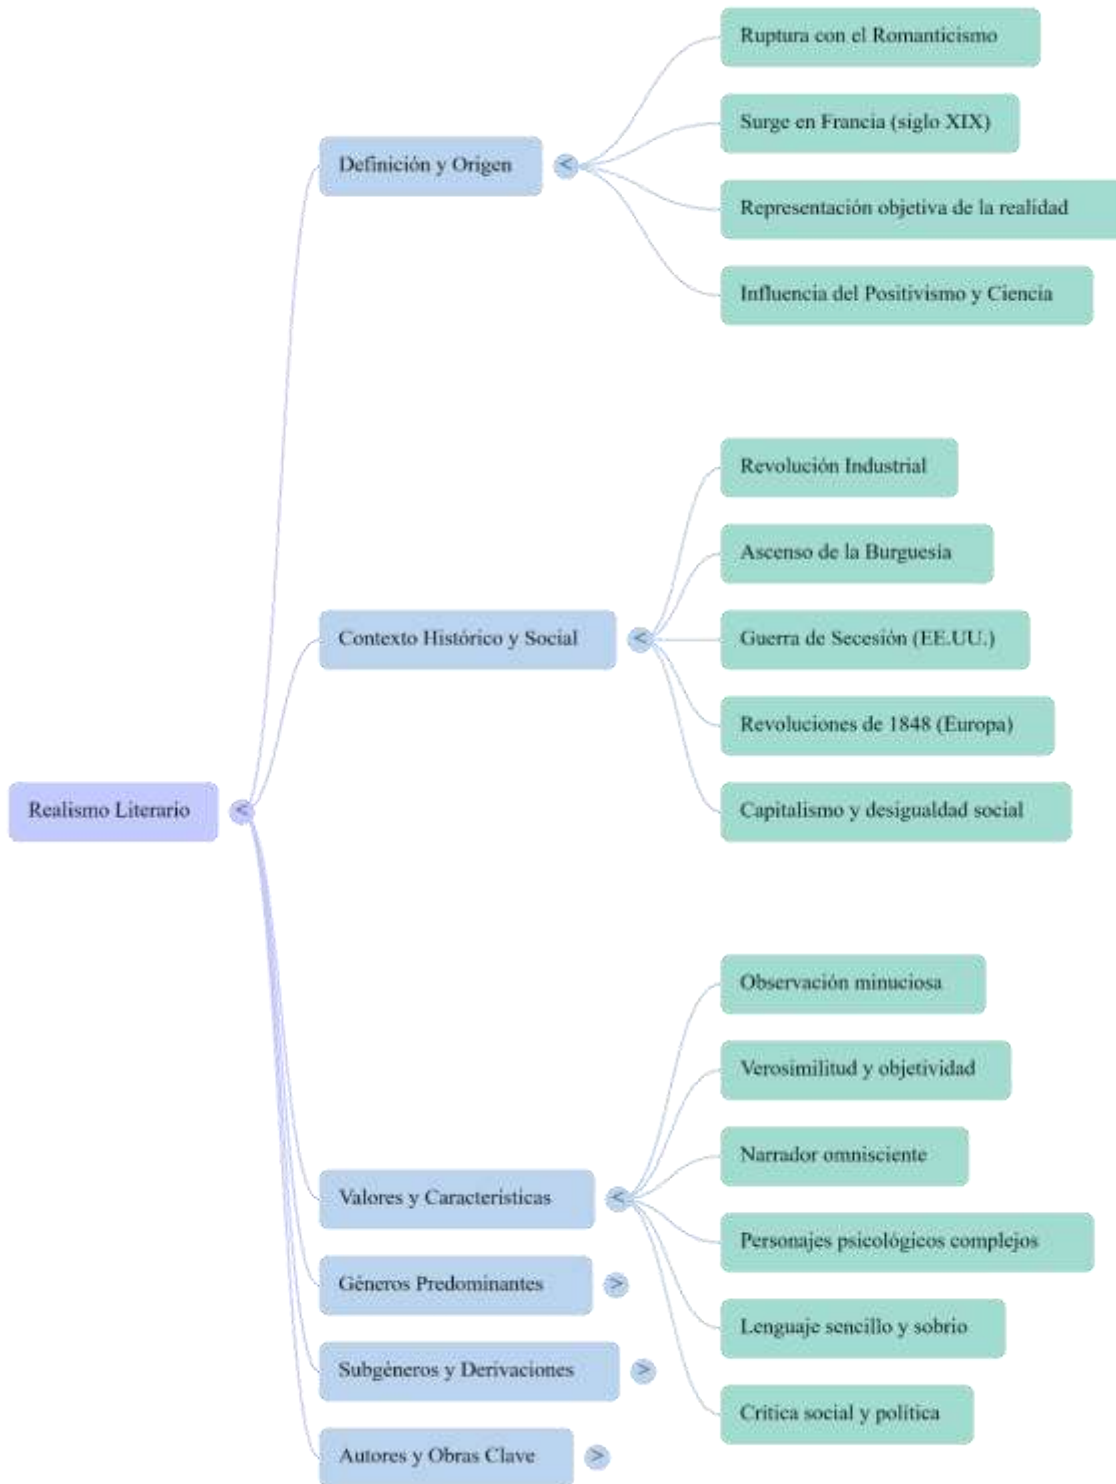 Realismo Literario
Definición y Origen
Ruptura con el Romanticismo
Surge en Francia (siglo XIX)
Representación objetiva de la realidad
Influencia del Positivismo y Ciencia
Contexto Histórico y Social
Revolución Industrial
Ascenso de la Burguesía
Guerra de Secesión (EE.UU.)
Revoluciones de 1848 (Europa)
Capitalismo y desigualdad social
Valores y Características
Observación minuciosa
Verosimilitud y objetividad
Narrador omnisciente
Personajes psicológicos complejos
Lenguaje sencillo y sobrio
Crítica social y política
Géneros Predominantes
Subgéneros y Derivaciones
Autores y Obras Clave